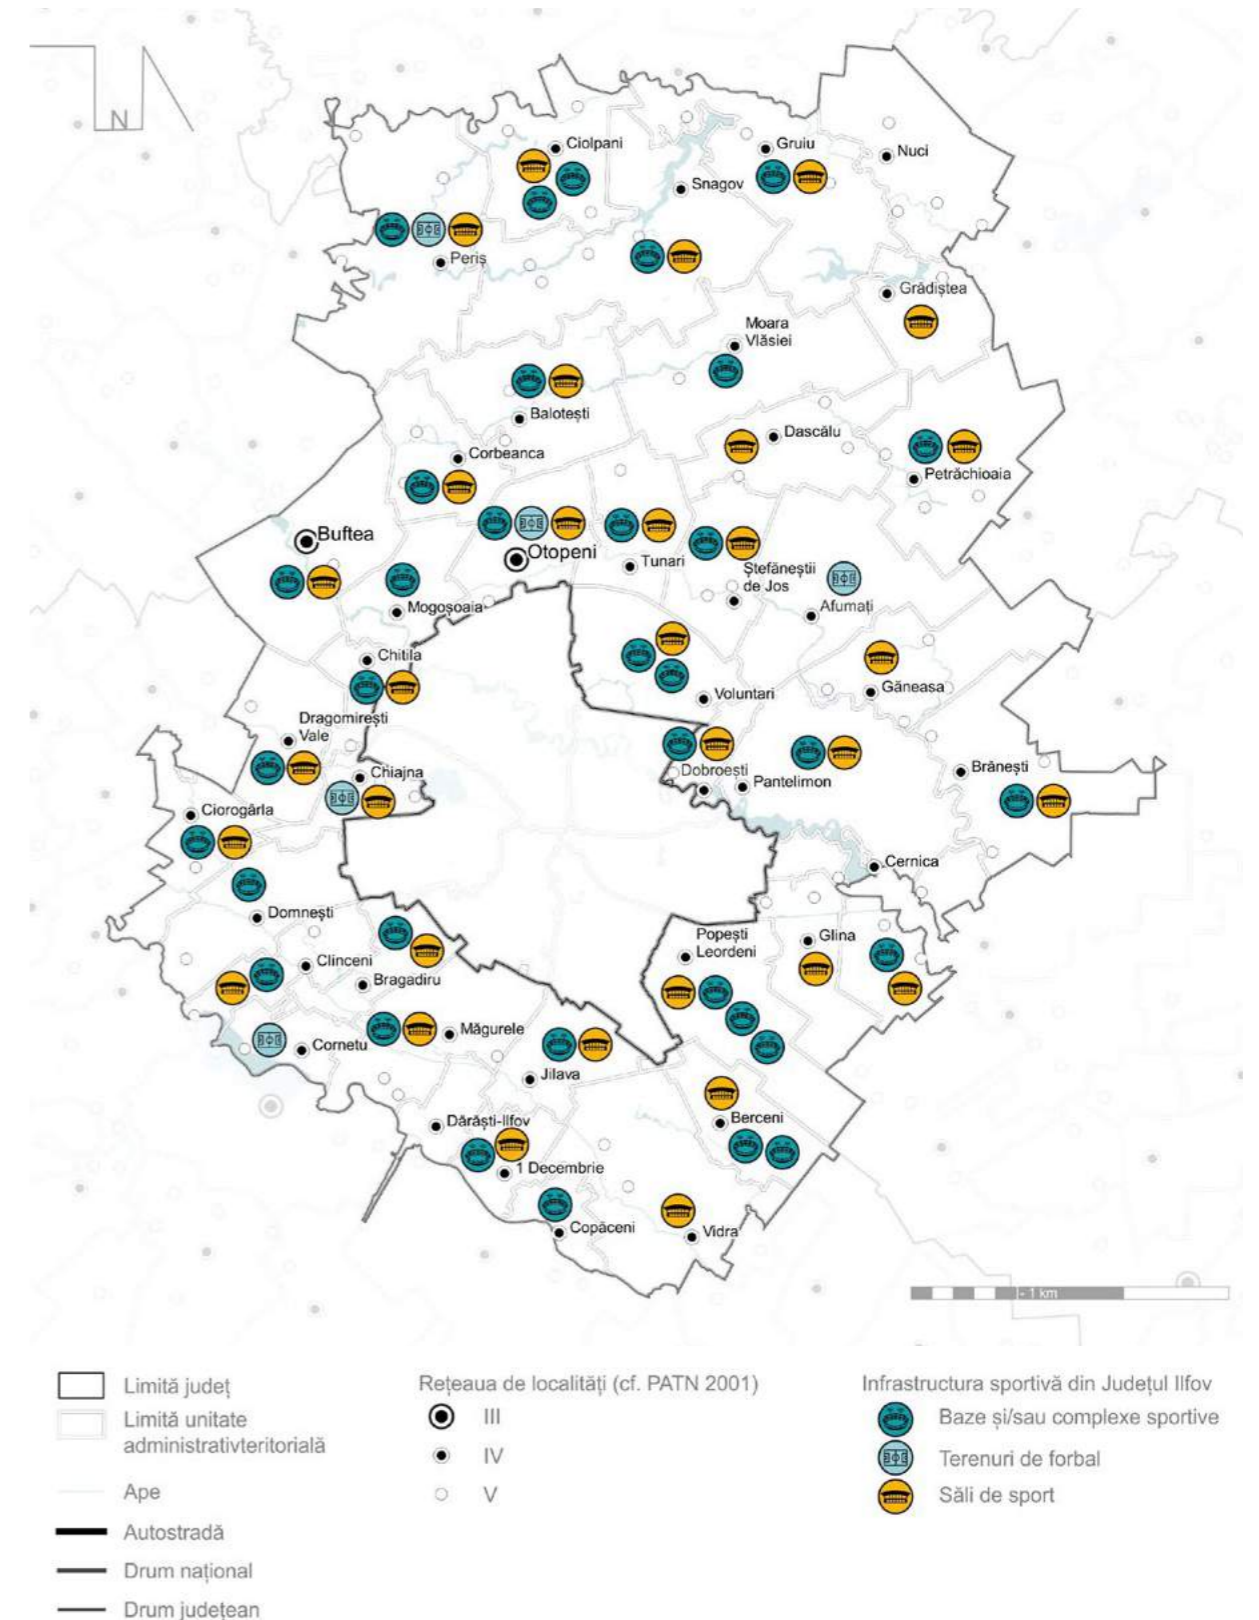 N
Ciolpani
Gruiu
Nuci
Snagov
Periș
Grădiștea
Moara
Vlăsiei
Balotești
Dascălu
Corbeanca
Petrăchioaia
Buftea
Otopeni
Tunari
Ștefăneștii
de Jos
Afumați
Mogoșoaia
Chitila
Găneasa
Voluntari
Dragomirești
Vale
Chiajna
Dobroești
Pantelimon
Brănești
Ciorogârla
Cernica
Domnești
Popești
Leordeni
Glina
Clinceni
Bragadiru
Măgurele
Cornetu
Jilava
Dărăști-Ilfov
Berceni
1 Decembrie
Copăceni
Vidra
1 km
Limită județ
Limită unitate
administrativteritorială
Ape
Autostradă
Drum național
Drum județean
Rețeaua de localități (cf. PATN 2001)
III
IV
V
Infrastructura sportivă din Județul Ilfov
Baze și/sau complexe sportive
Terenuri de forbal
Săli de sport